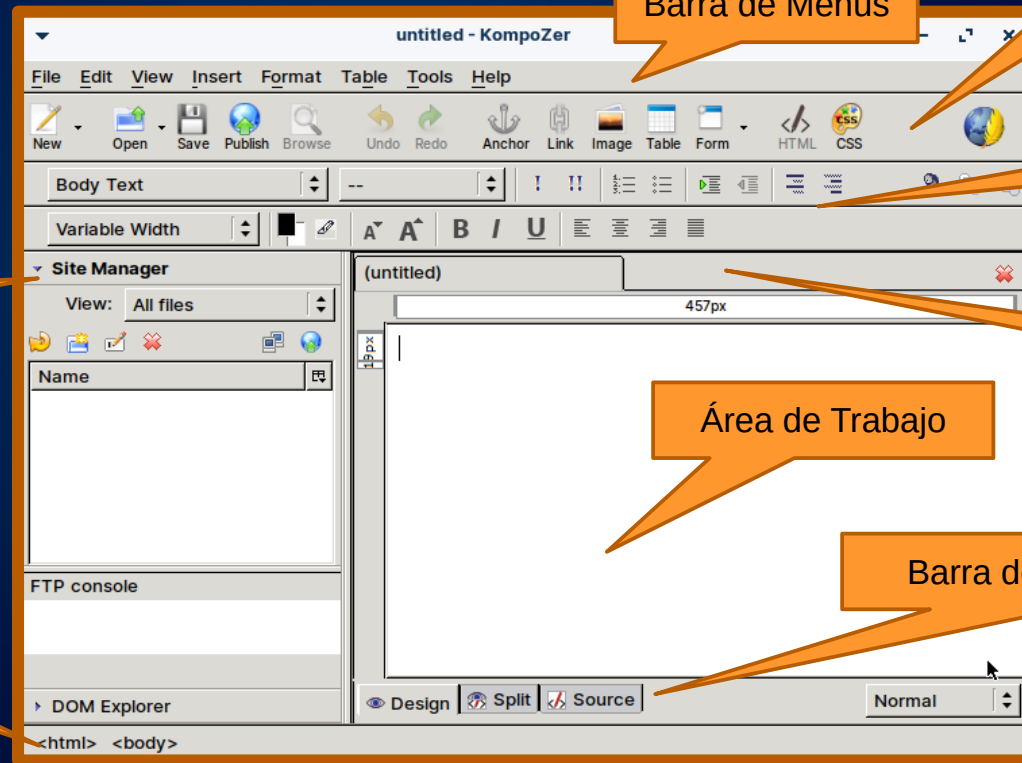 Barra de Menús
untitled - KompoZer
File Edit View Insert Format Table Tools Help
New Open Save Publish Browse Undo Redo Anchor Link Image Table Form HTML CSS
Body Text --
Variable Width B I U
Site Manager (untitled)
View: All files
457px
19px
Name
Área de Trabajo
FTP console
Barra d
DOM Explorer
Design Split Source Normal
<html> <body>